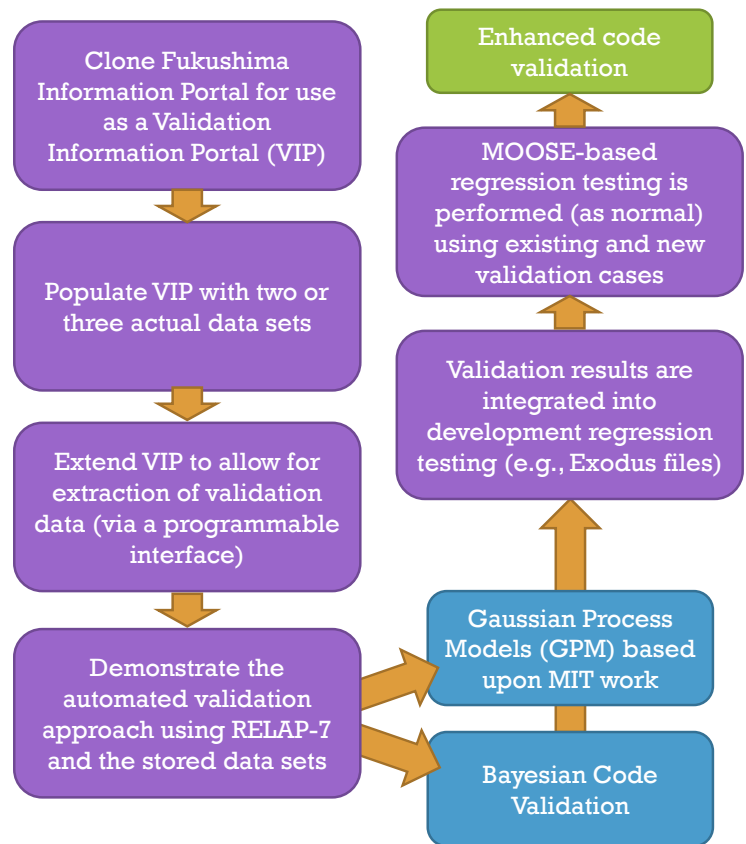 Clone Fukushima
Information Portal for use
as a Validation
Information Portal (VIP)
Populate VIP with two or
three actual data sets
Extend VIP to allow for
extraction of validation
data (via a programmable
interface)
Demonstrate the
automated validation
approach using RELAP-7
and the stored data sets
Gaussian Process
Models (GPM) based
upon MIT work
Bayesian Code
Validation
Validation results are
integrated into
development regression
testing (e.g., Exodus files)
MOOSE-based
regression testing is
performed (as normal)
using existing and new
validation cases
Enhanced code
validation